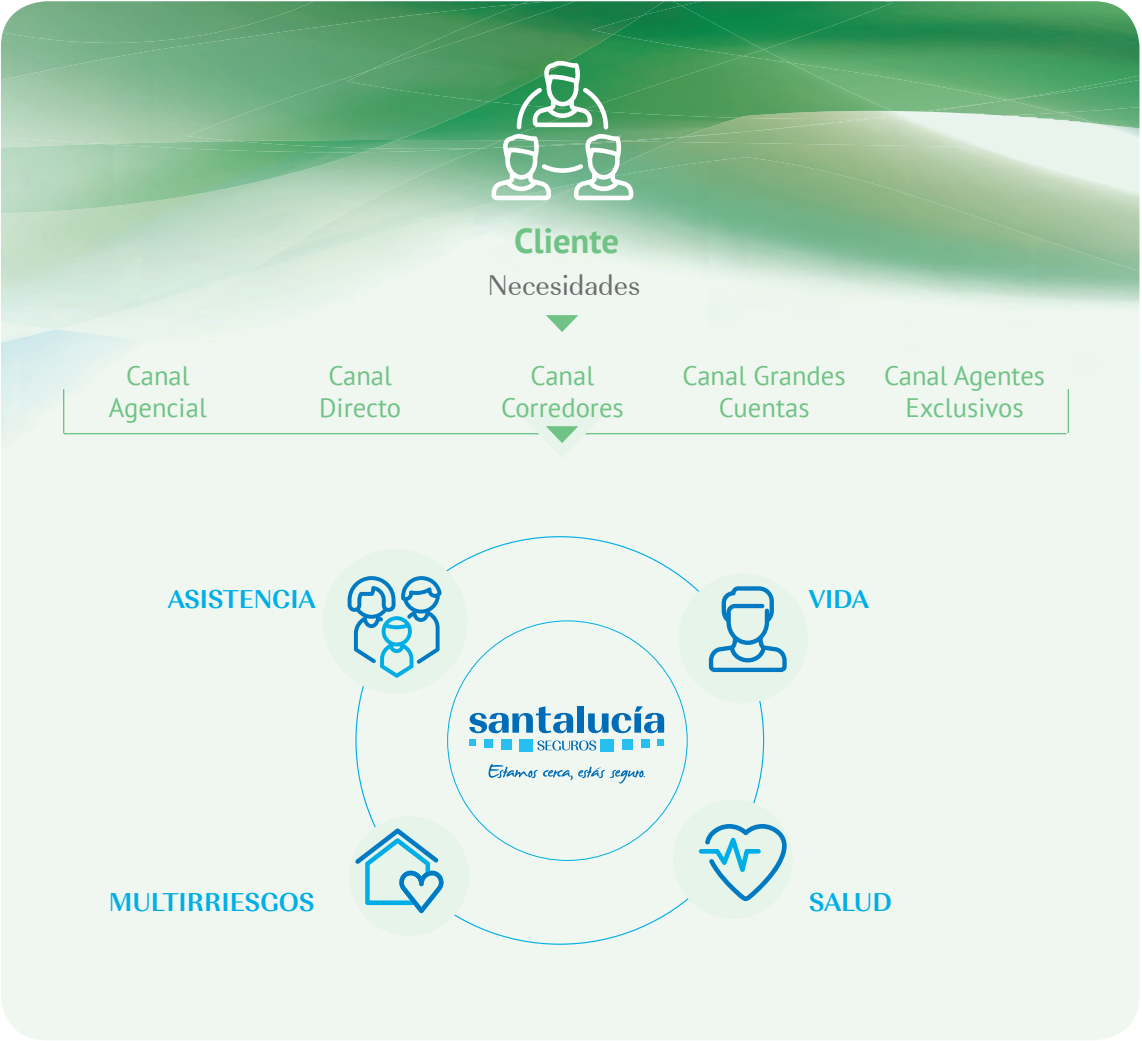 Cliente
Necesidades
Canal
Agencial
Canal
Directo
Canal
Corredores
Canal Grandes
Cuentas
Canal Agentes
Exclusivos
ASISTENCIA
VIDA
santalucía
SEGUROS
Estamos cerca, estás seguro.
MULTIRRIESGOS
SALUD